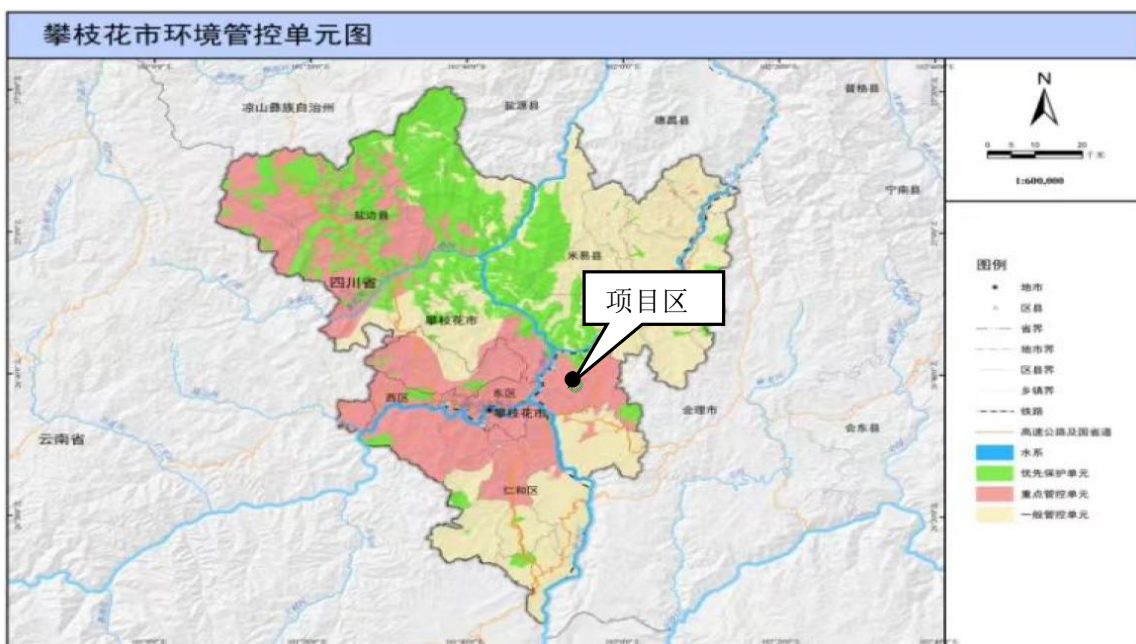 攀枝花市环境管控单元图
凉山彝族自治州
盐源县
普格县
德昌县
宁南县
盐边县
米易县
四川省
攀枝花市
项目区
西区
东区
攀枝花市
云南省
会理市
会东县
仁和区
N
0 5 10 20 千米
1:600,000
图例
地市
区县
省界
地市界
区县界
乡镇界
铁路
高速公路及国省道
水系
优先保护单元
重点管控单元
一般管控单元